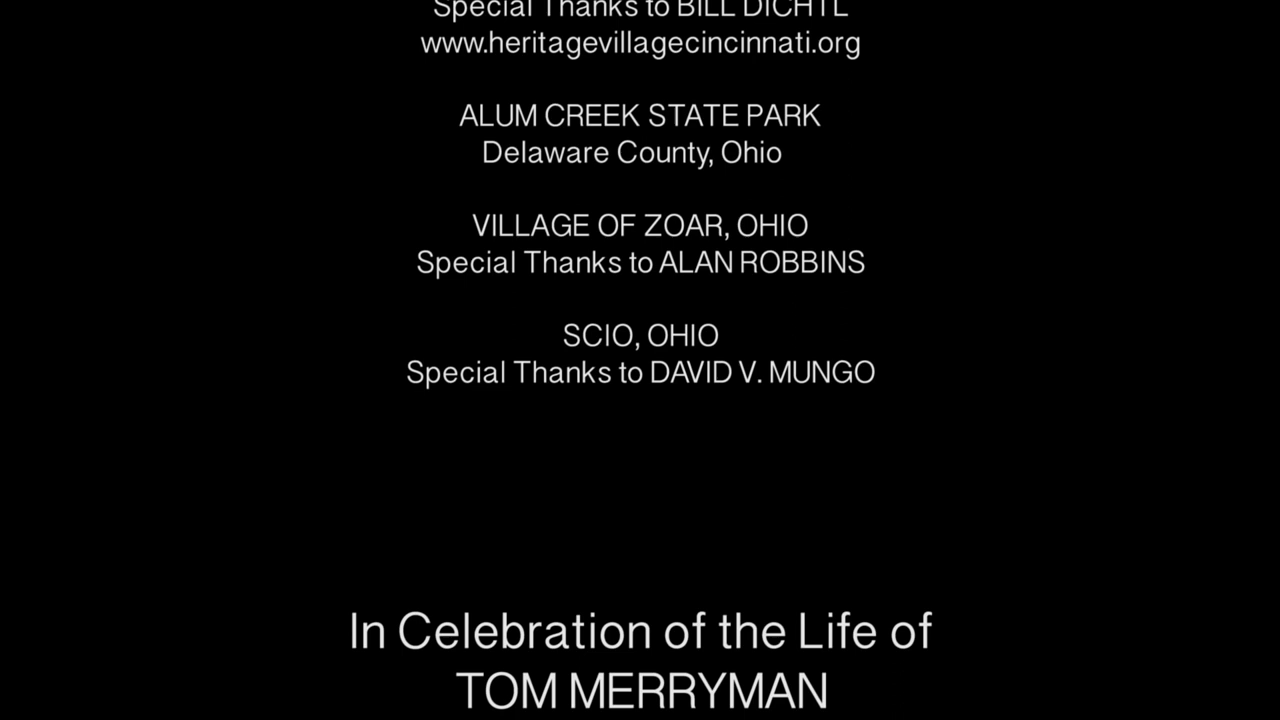 Special Thanks to BILL DICHTL
www.heritagevillagecincinnati.org
ALUM CREEK STATE PARK
Delaware County, Ohio
VILLAGE OF ZOAR, OHIO
Special Thanks to ALAN ROBBINS
SCIO, OHIO
Special Thanks to DAVID V. MUNGO
In Celebration of the Life of
TOM MERRYMAN